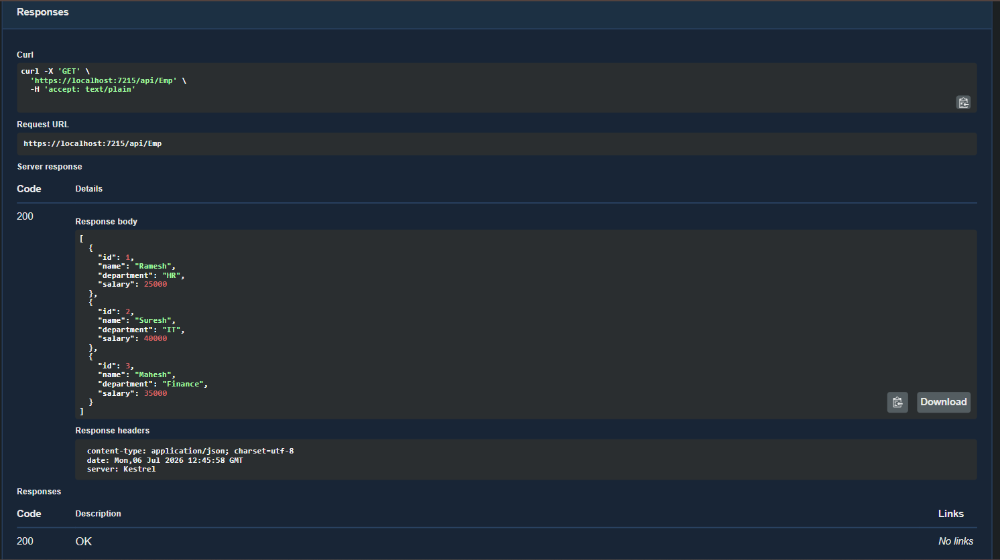 Responses
Curl
curl -X 'GET' \
  'https://localhost:7215/api/Emp' \
  -H 'accept: text/plain'
Request URL
https://localhost:7215/api/Emp
Server response
Code Details
200
Response body
[
  {
    "id": 1,
    "name": "Ramesh",
    "department": "HR",
    "salary": 25000
  },
  {
    "id": 2,
    "name": "Suresh",
    "department": "IT",
    "salary": 40000
  },
  {
    "id": 3,
    "name": "Mahesh",
    "department": "Finance",
    "salary": 35000
  }
]
Download
Response headers
content-type: application/json; charset=utf-8
date: Mon,06 Jul 2026 12:45:58 GMT
server: Kestrel
Responses
Code Description Links
200 OK No links